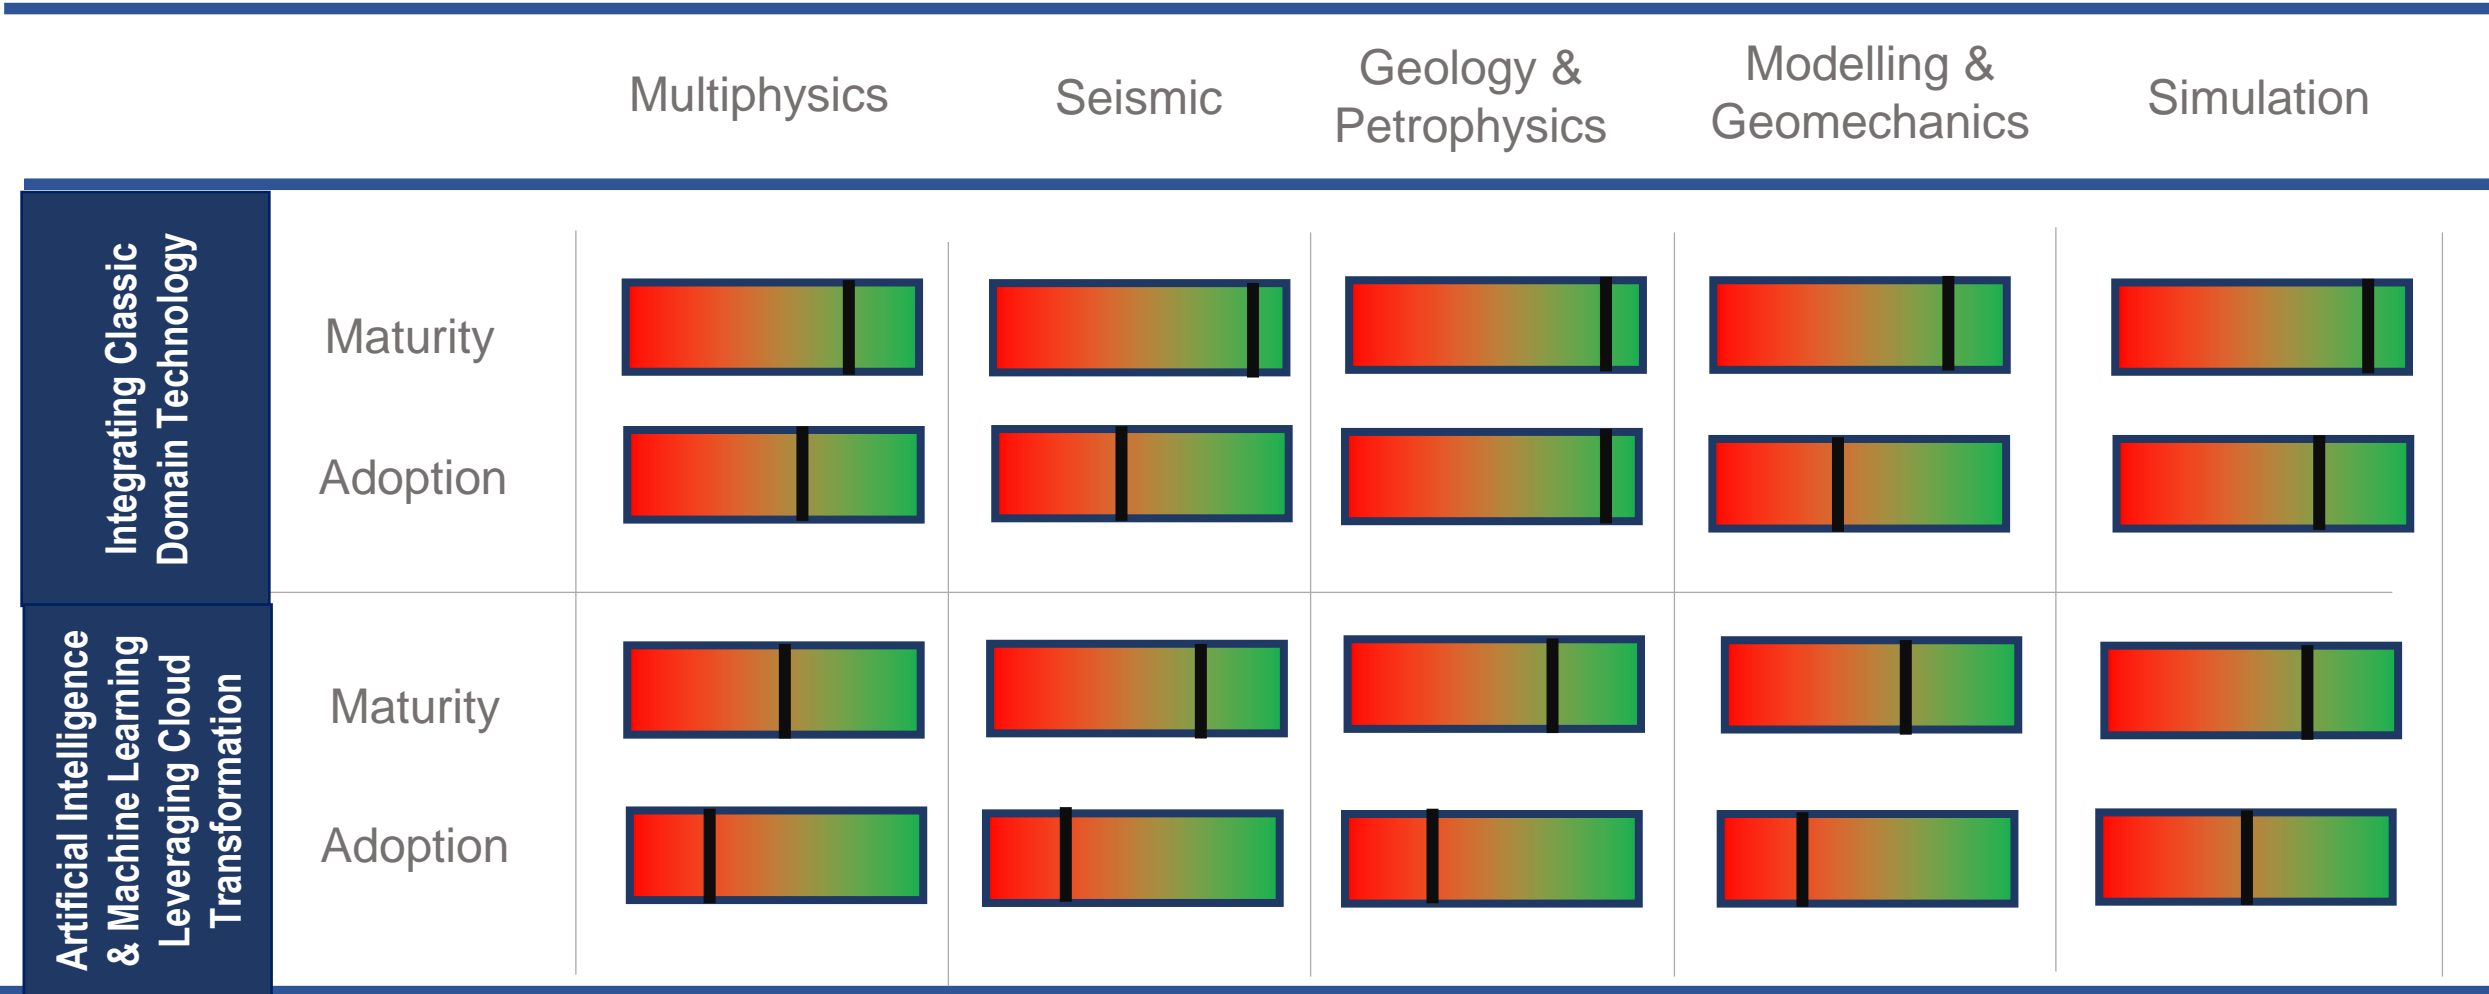 Multiphysics
Seismic
Geology &
Petrophysics
Modelling &
Geomechanics
Simulation
Integrating Classic
Domain Technology
Maturity
Adoption
Artificial Intelligence
& Machine Learning
Leveraging Cloud
Transformation
Maturity
Adoption